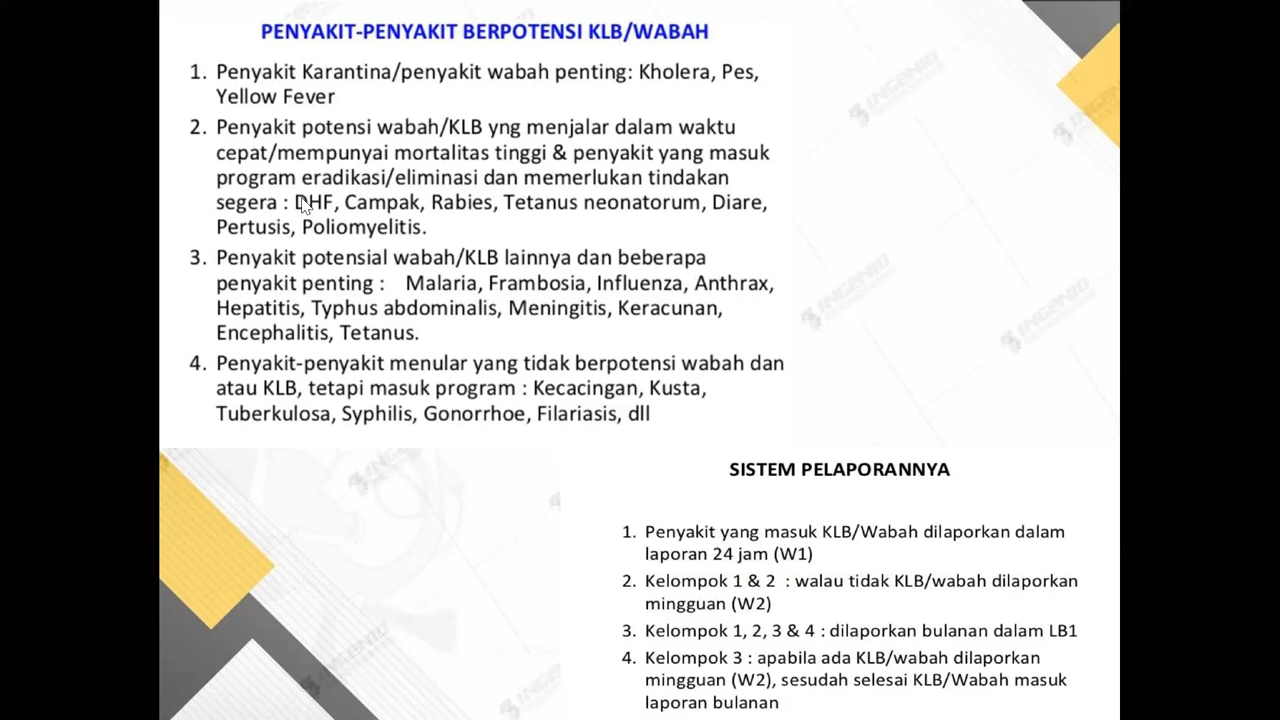 PENYAKIT-PENYAKIT BERPOTENSI KLB/WABAH
1. Penyakit Karantina/penyakit wabah penting: Kholera, Pes,
Yellow Fever
2. Penyakit potensi wabah/KLB yng menjalar dalam waktu
cepat/mempunyai mortalitas tinggi & penyakit yang masuk
program eradikasi/eliminasi dan memerlukan tindakan
segera : DHF, Campak, Rabies, Tetanus neonatorum, Diare,
Pertusis, Poliomyelitis.
3. Penyakit potensial wabah/KLB lainnya dan beberapa
penyakit penting : Malaria, Frambosia, Influenza, Anthrax,
Hepatitis, Typhus abdominalis, Meningitis, Keracunan,
Encephalitis, Tetanus.
4. Penyakit-penyakit menular yang tidak berpotensi wabah dan
atau KLB, tetapi masuk program : Kecacingan, Kusta,
Tuberkulosa, Syphilis, Gonorrhoe, Filariasis, dll
SISTEM PELAPORANNYA
1. Penyakit yang masuk KLB/Wabah dilaporkan dalam
laporan 24 jam (W1)
2. Kelompok 1 & 2 : walau tidak KLB/wabah dilaporkan
mingguan (W2)
3. Kelompok 1, 2, 3 & 4 : dilaporkan bulanan dalam LB1
4. Kelompok 3 : apabila ada KLB/wabah dilaporkan
mingguan (W2), sesudah selesai KLB/Wabah masuk
laporan bulanan
INGENIO
INGENIO
INGENIO
INGENIO
INGENIO
INGENIO